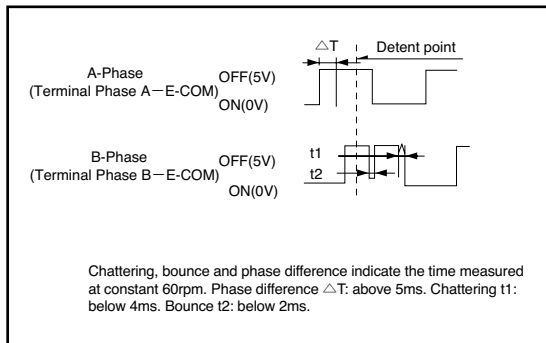 △T
Detent point
A-Phase
(Terminal Phase A－E-COM)
OFF(5V)
ON(0V)
B-Phase
(Terminal Phase B－E-COM)
OFF(5V)
ON(0V)
t1
t2
Chattering, bounce and phase difference indicate the time measured
at constant 60rpm. Phase difference △T: above 5ms. Chattering t1:
below 4ms. Bounce t2: below 2ms.